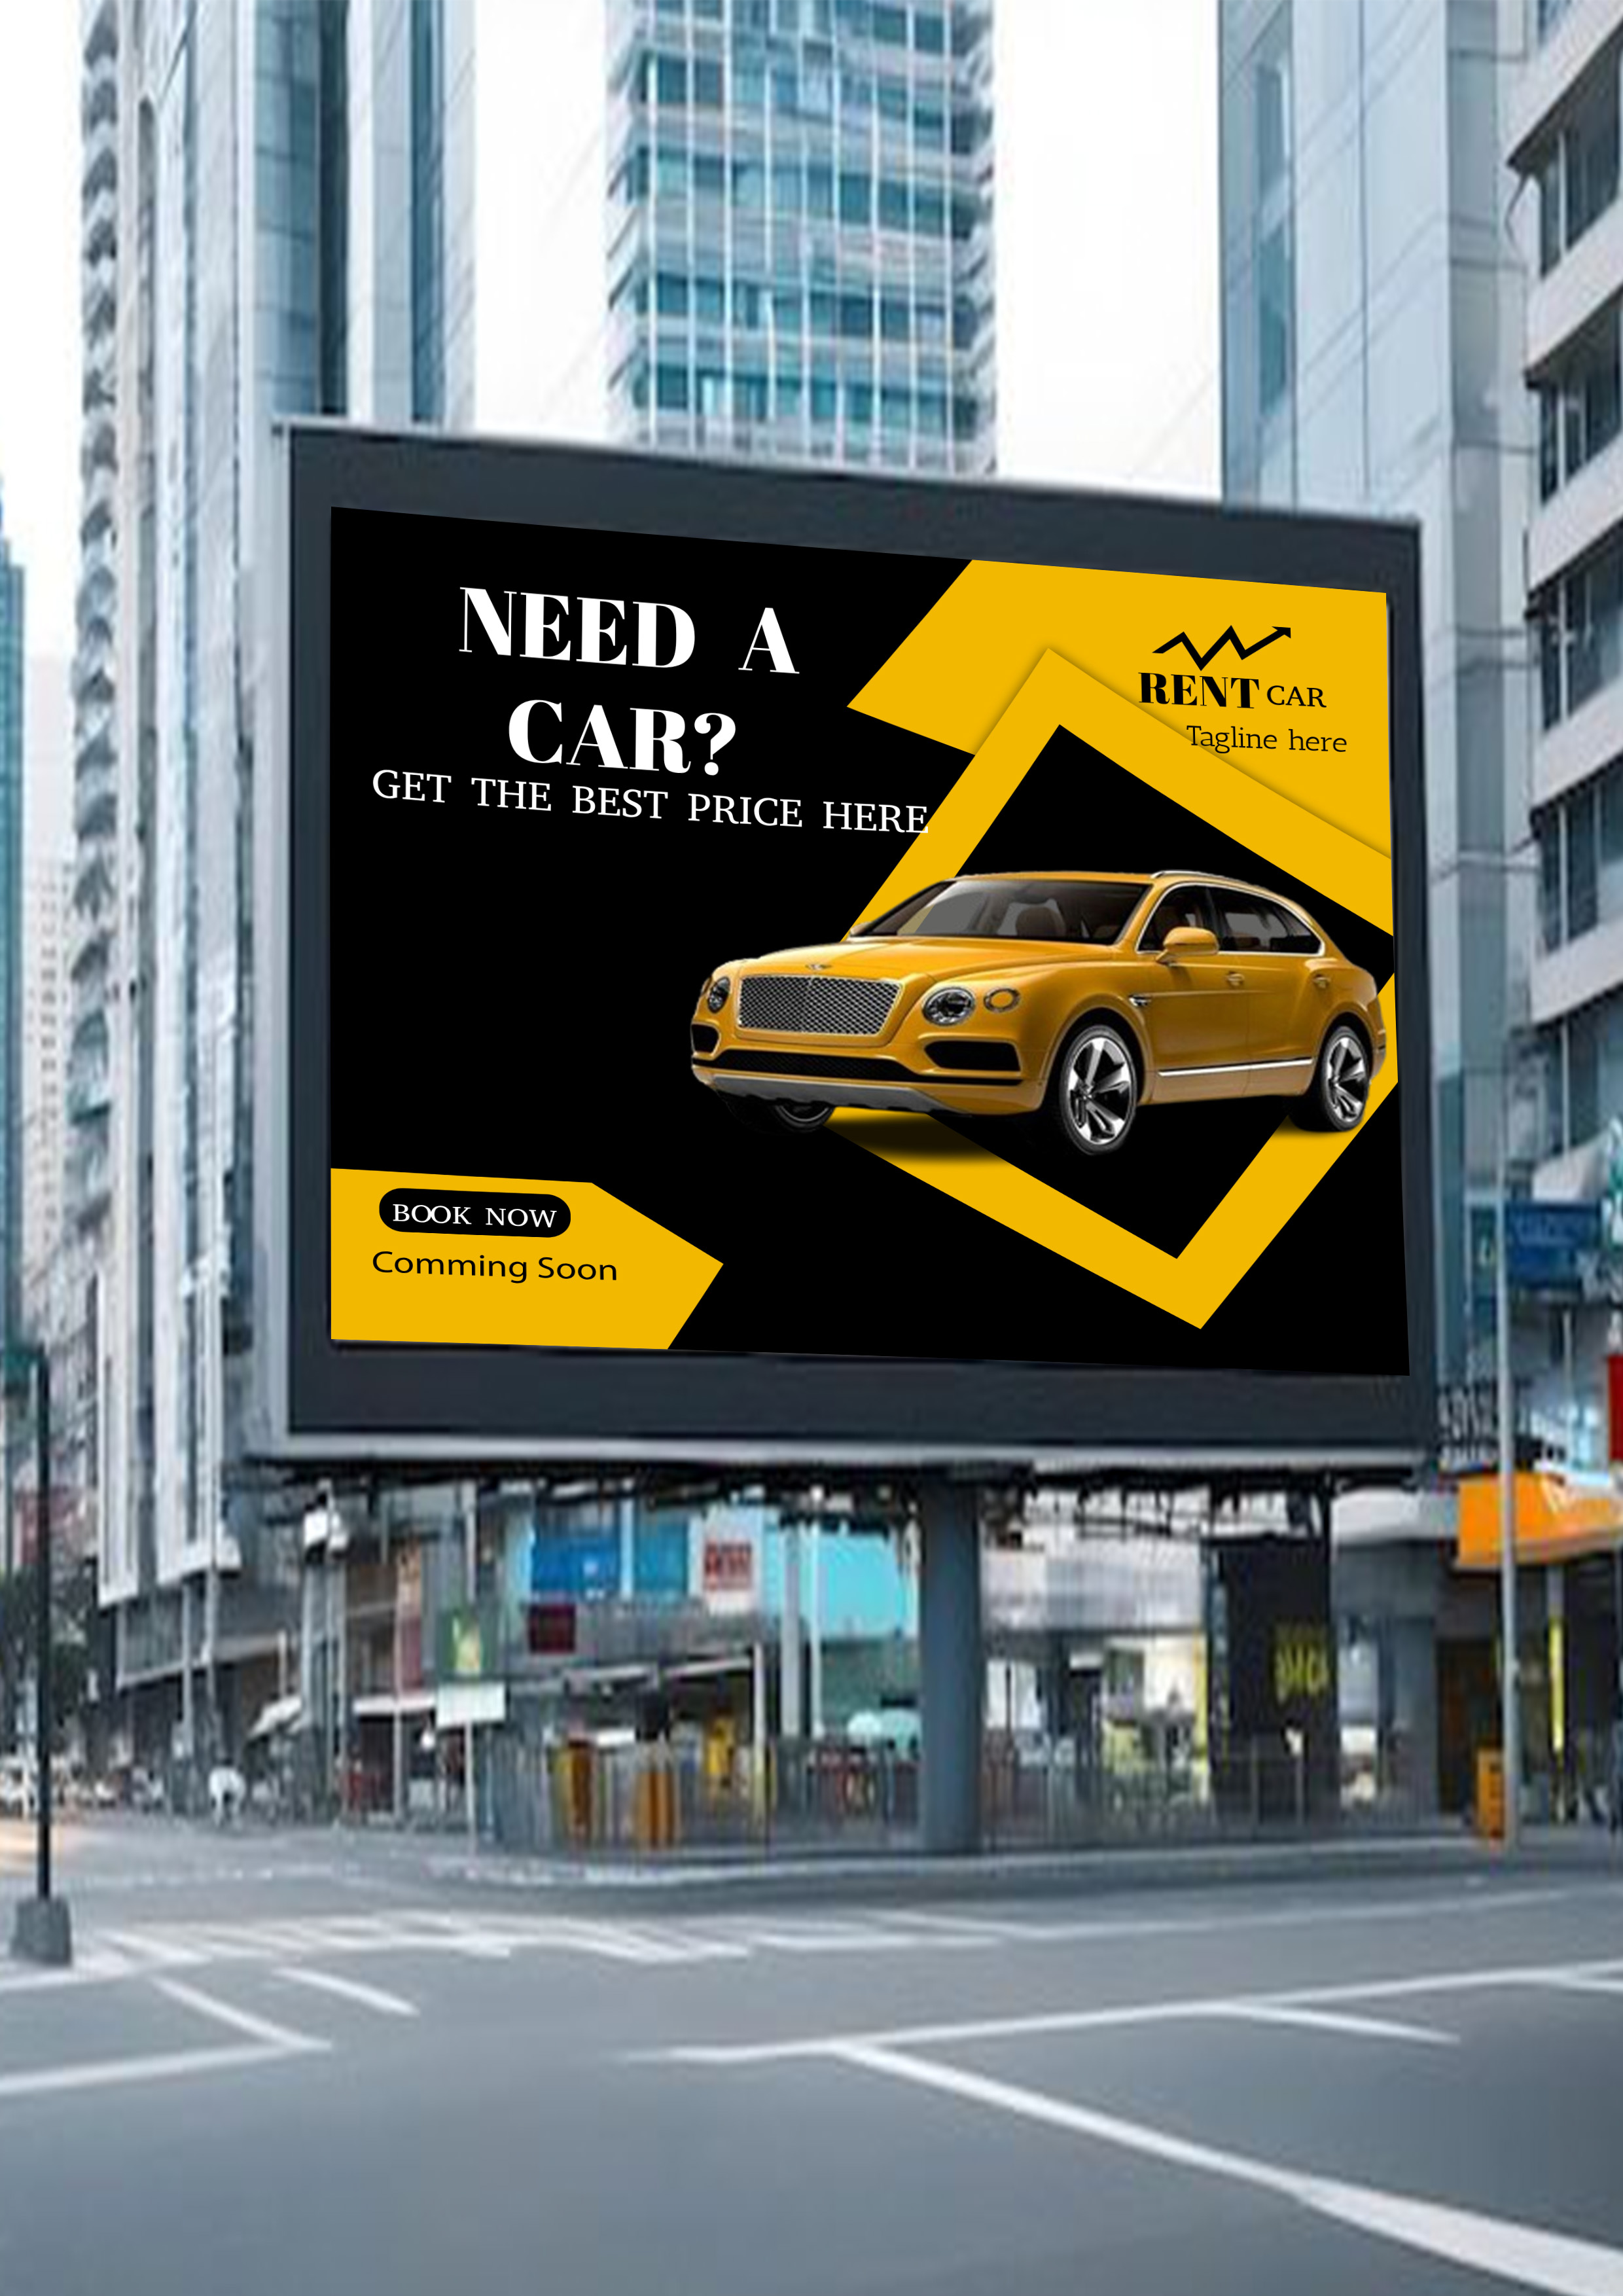 NEED A
CAR?
GET THE BEST PRICE HERE
RENT CAR
Tagline here
BOOK NOW
Comming Soon